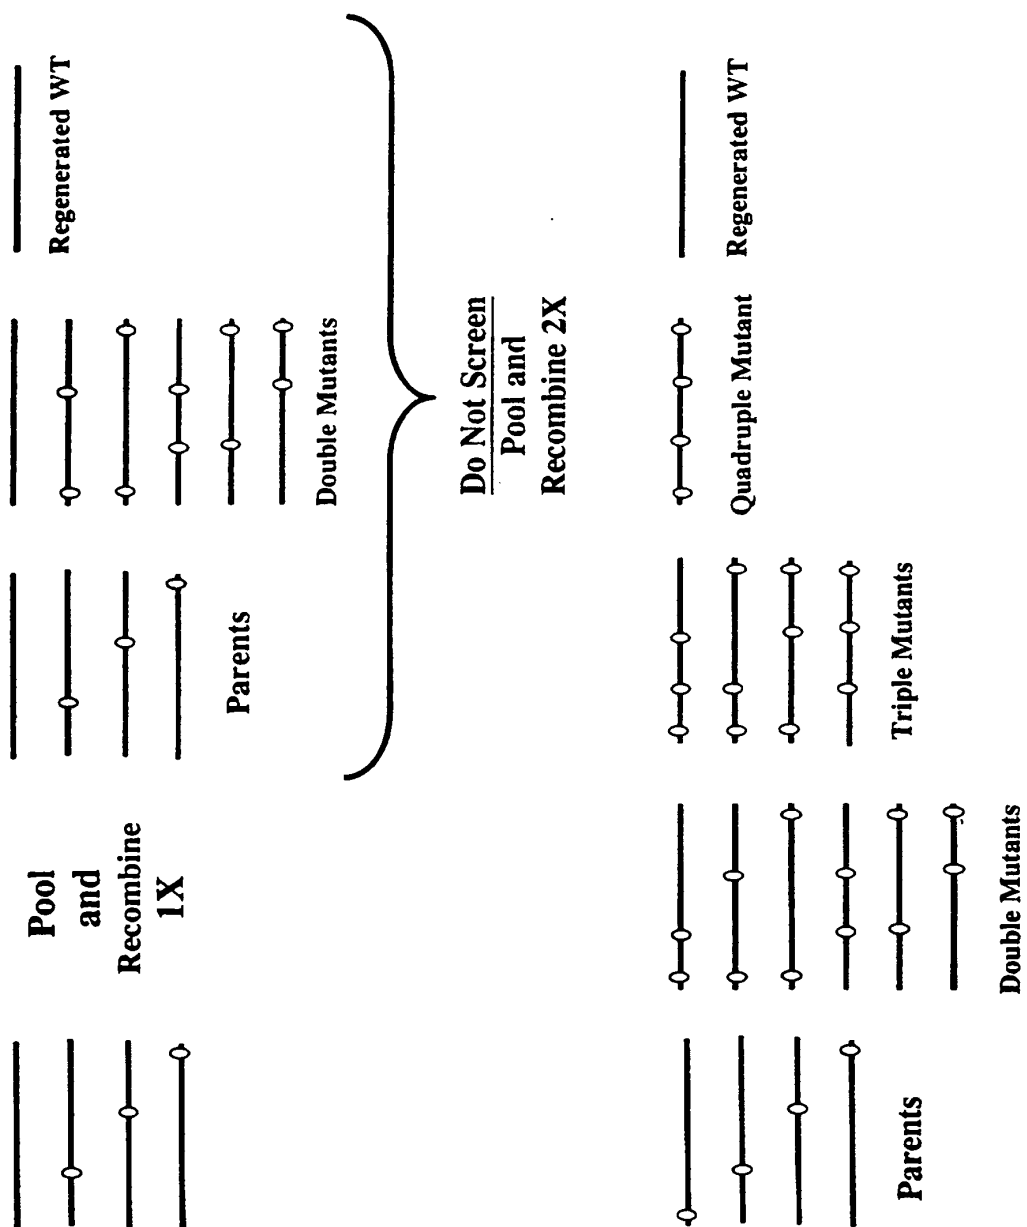 Pool
and
Recombine
1X
Parents
Double Mutants
Regenerated WT
Do Not Screen
Pool and
Recombine 2X
Parents
Double Mutants
Triple Mutants
Quadruple Mutant
Regenerated WT